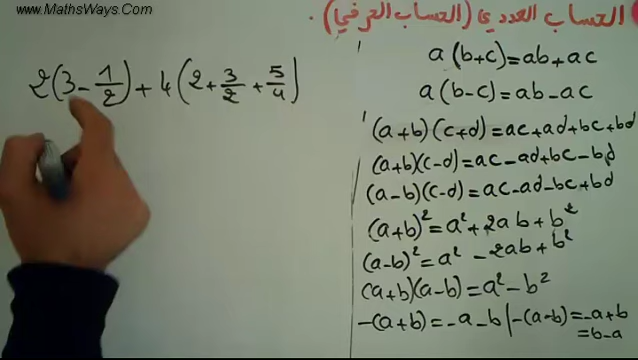 www.MathsWays.Com
الحساب العددي (الحساب الحرفي).
2(3-1/2)+4(2+3/2+5/4)
a(b+c)=ab+ac
a(b-c)=ab-ac
(a+b)(c+d)=ac+ad+bc+bd
(a+b)(c-d)=ac-ad+bc-bd
(a-b)(c-d)=ac-ad-bc+bd
(a+b)²=a²+2ab+b²
(a-b)²=a²-2ab+b²
(a+b)(a-b)=a²-b²
-(a+b)=-a-b|-(a-b)=-a+b
=b-a